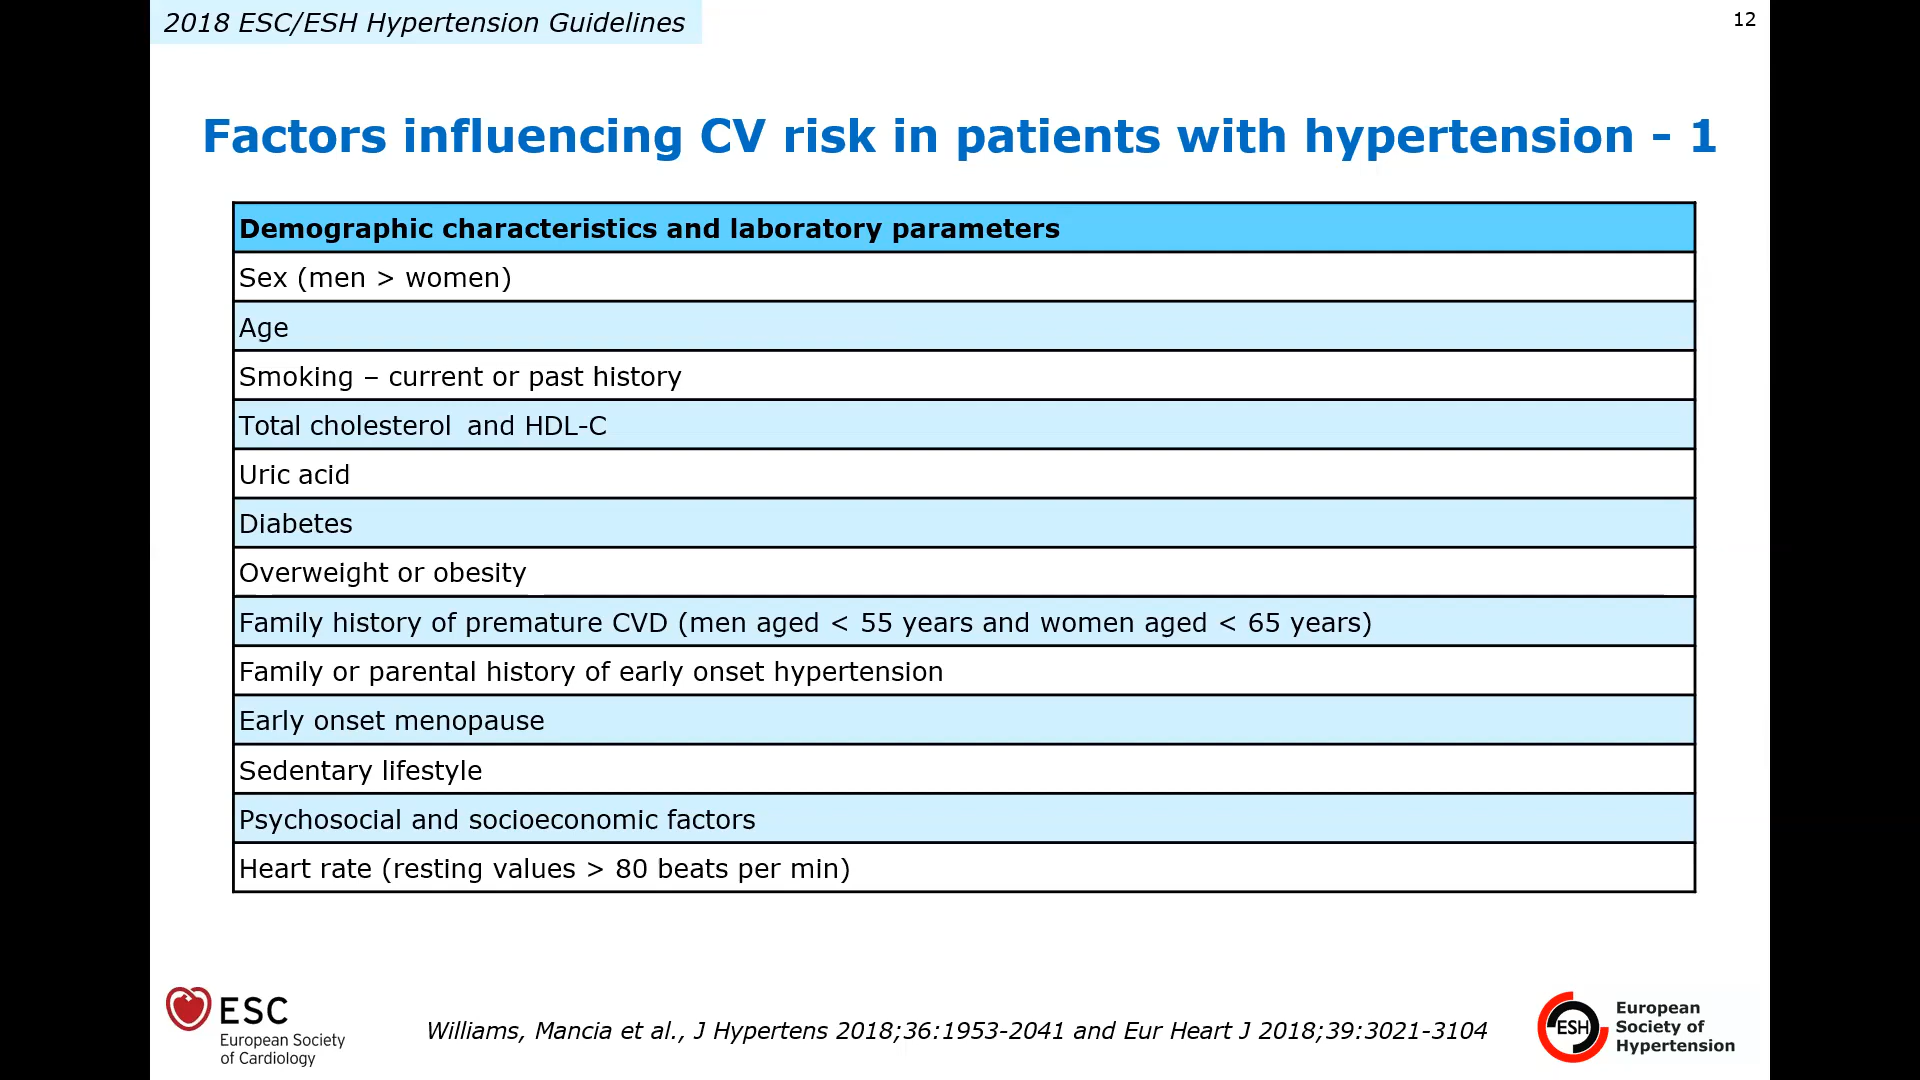 2018 ESC/ESH Hypertension Guidelines
12
Factors influencing CV risk in patients with hypertension - 1
Demographic characteristics and laboratory parameters
Sex (men > women)
Age
Smoking – current or past history
Total cholesterol and HDL-C
Uric acid
Diabetes
Overweight or obesity
Family history of premature CVD (men aged < 55 years and women aged < 65 years)
Family or parental history of early onset hypertension
Early onset menopause
Sedentary lifestyle
Psychosocial and socioeconomic factors
Heart rate (resting values > 80 beats per min)
ESC
European Society
of Cardiology
Williams, Mancia et al., J Hypertens 2018;36:1953-2041 and Eur Heart J 2018;39:3021-3104
ESH
European
Society of
Hypertension